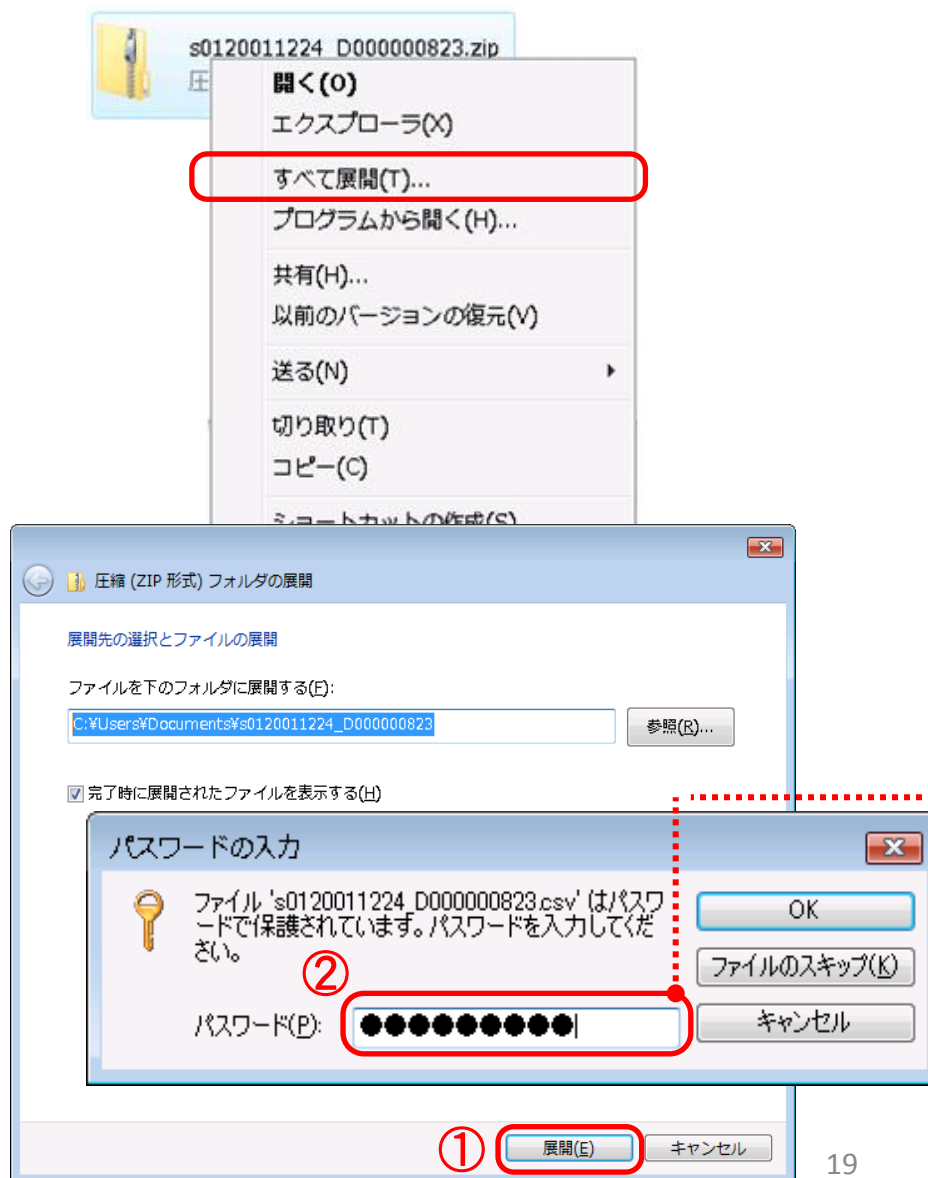 s0120011224_D000000823.zip
圧
開く(O)
エクスプローラ(X)
すべて展開(T)...
プログラムから開く(H)...
共有(H)...
以前のバージョンの復元(V)
送る(N)
切り取り(T)
コピー(C)
ショートカットの作成(S)
圧縮 (ZIP 形式) フォルダの展開
展開先の選択とファイルの展開
ファイルを下のフォルダに展開する(F):
C:¥Users¥Documents¥s0120011224_D000000823
参照(R)...
完了時に展開されたファイルを表示する(H)
パスワードの入力
ファイル 's0120011224_D000000823.csv' はパスワ
ードで保護されています。パスワードを入力してくだ
さい。
OK
ファイルのスキップ(K)
キャンセル
②
パスワード(P): ●●●●●●●●●
①
展開(E)
キャンセル
19